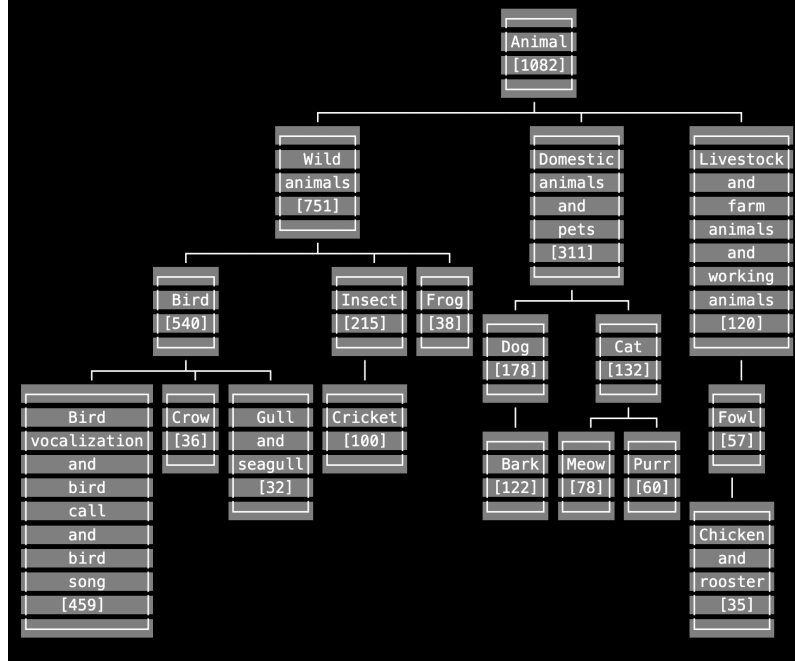 Animal
[1082]
Wild
animals
[751]
Domestic
animals
and
pets
[311]
Livestock
and
farm
animals
and
working
animals
[120]
Bird
[540]
Insect
[215]
Frog
[38]
Dog
[178]
Cat
[132]
Bird
vocalization
and
bird
call
and
bird
song
[459]
Crow
[36]
Gull
and
seagull
[32]
Cricket
[100]
Bark
[122]
Meow
[78]
Purr
[60]
Fowl
[57]
Chicken
and
rooster
[35]